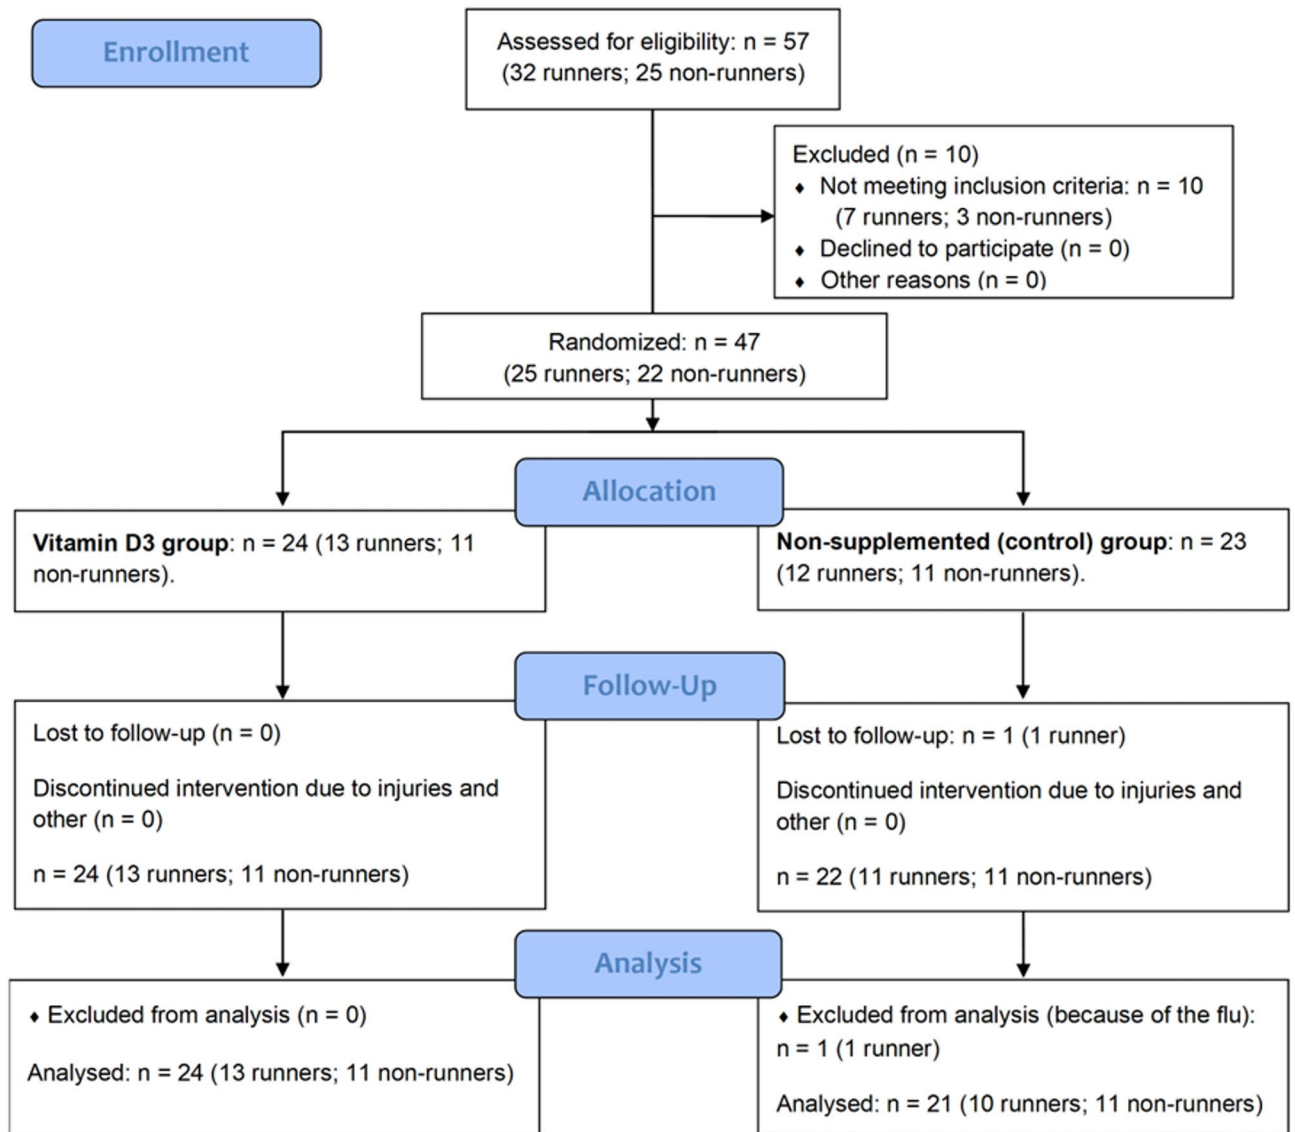 Enrollment
Assessed for eligibility: n = 57
(32 runners; 25 non-runners)
Excluded (n = 10)
♦ Not meeting inclusion criteria: n = 10
(7 runners; 3 non-runners)
♦ Declined to participate (n = 0)
♦ Other reasons (n = 0)
Randomized: n = 47
(25 runners; 22 non-runners)
Allocation
Vitamin D3 group: n = 24 (13 runners; 11
non-runners).
Non-supplemented (control) group: n = 23
(12 runners; 11 non-runners).
Follow-Up
Lost to follow-up (n = 0)
Discontinued intervention due to injuries and
other (n = 0)
n = 24 (13 runners; 11 non-runners)
Lost to follow-up: n = 1 (1 runner)
Discontinued intervention due to injuries and
other (n = 0)
n = 22 (11 runners; 11 non-runners)
Analysis
♦ Excluded from analysis (n = 0)
Analysed: n = 24 (13 runners; 11 non-runners)
♦ Excluded from analysis (because of the flu):
n = 1 (1 runner)
Analysed: n = 21 (10 runners; 11 non-runners)